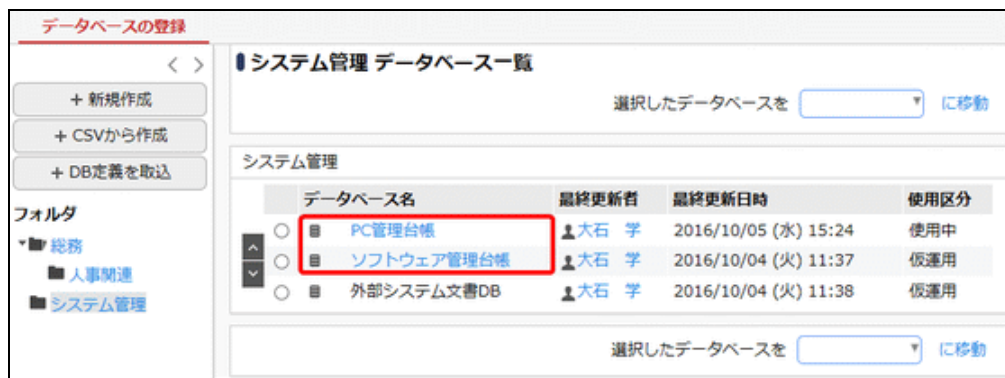 データベースの登録
< >
+ 新規作成
+ CSVから作成
+ DB定義を取込
フォルダ
総務
人事関連
システム管理
システム管理 データベース一覧
選択したデータベースを に移動
システム管理
データベース名 最終更新者 最終更新日時 使用区分
PC管理台帳 大石 学 2016/10/05 (水) 15:24 使用中
ソフトウェア管理台帳 大石 学 2016/10/04 (火) 11:37 仮運用
外部システム文書DB 大石 学 2016/10/04 (火) 11:38 仮運用
選択したデータベースを に移動